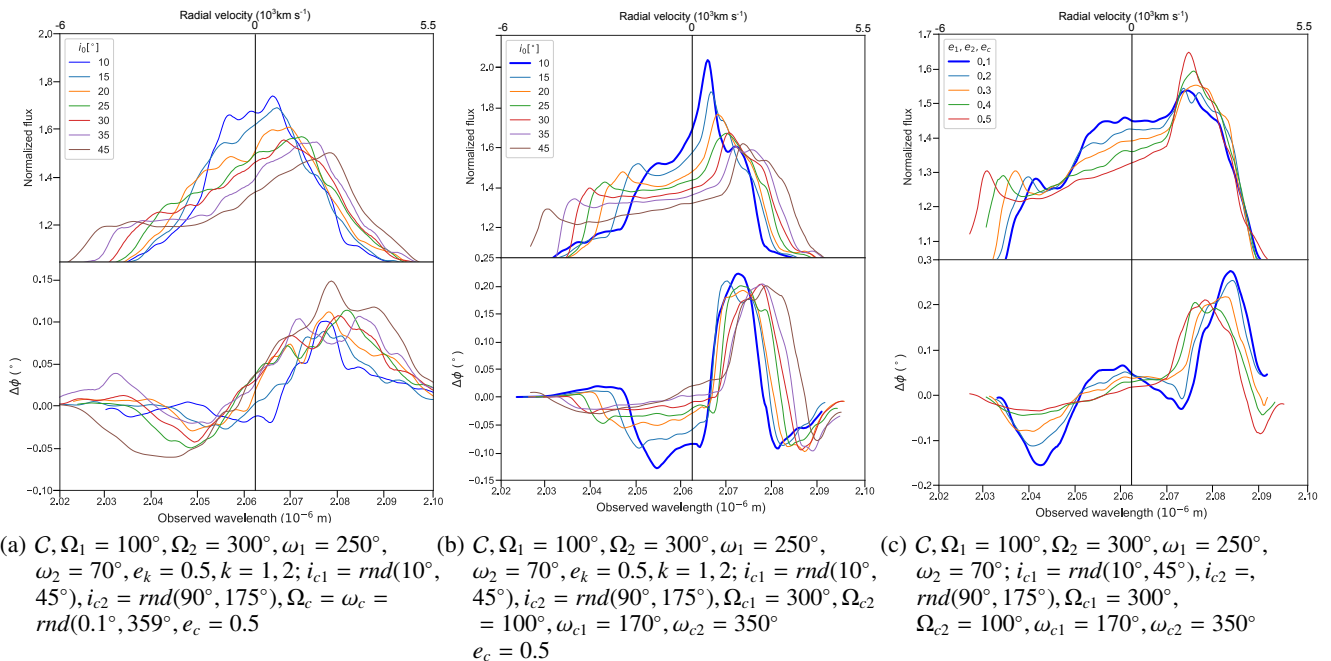 Radial velocity (10³km s⁻¹)
-6 0 5.5
Normalized flux
2.0
1.8
1.6
1.4
1.2
i₀[°]
10
15
20
25
30
35
45
Δϕ (°)
0.15
0.10
0.05
0.00
−0.05
−0.10
2.02 2.03 2.04 2.05 2.06 2.07 2.08 2.09 2.10
Observed wavelength (10⁻⁶ m)
(a) C, Ω₁ = 100°, Ω₂ = 300°, ω₁ = 250°,
ω₂ = 70°, eₖ = 0.5, k = 1, 2; i_c1 = rnd(10°,
45°), i_c2 = rnd(90°, 175°), Ω_c = ω_c =
rnd(0.1°, 359°, e_c = 0.5
Radial velocity (10³km s⁻¹)
-6 0 5.5
Normalized flux
2.0
1.8
1.6
1.4
1.2
i₀[°]
10
15
20
25
30
35
45
Δϕ (°)
0.25
0.20
0.15
0.10
0.05
0.00
−0.05
−0.10
−0.15
2.02 2.03 2.04 2.05 2.06 2.07 2.08 2.09 2.10
Observed wavelength (10⁻⁶ m)
(b) C, Ω₁ = 100°, Ω₂ = 300°, ω₁ = 250°,
ω₂ = 70°, eₖ = 0.5, k = 1, 2; i_c1 = rnd(10°,
45°), i_c2 = rnd(90°, 175°), Ω_c1 = 300°, Ω_c2
= 100°, ω_c1 = 170°, ω_c2 = 350°
e_c = 0.5
Radial velocity (10³km s⁻¹)
-6 0 5.5
Normalized flux
1.7
1.6
1.5
1.4
1.3
1.2
1.1
e₁, e₂, e_c
0.1
0.2
0.3
0.4
0.5
Δϕ (°)
0.3
0.2
0.1
0.0
−0.1
−0.2
2.02 2.03 2.04 2.05 2.06 2.07 2.08 2.09 2.10
Observed wavelength (10⁻⁶ m)
(c) C, Ω₁ = 100°, Ω₂ = 300°, ω₁ = 250°,
ω₂ = 70°; i_c1 = rnd(10°, 45°), i_c2 =,
rnd(90°, 175°), Ω_c1 = 300°,
Ω_c2 = 100°, ω_c1 = 170°, ω_c2 = 350°